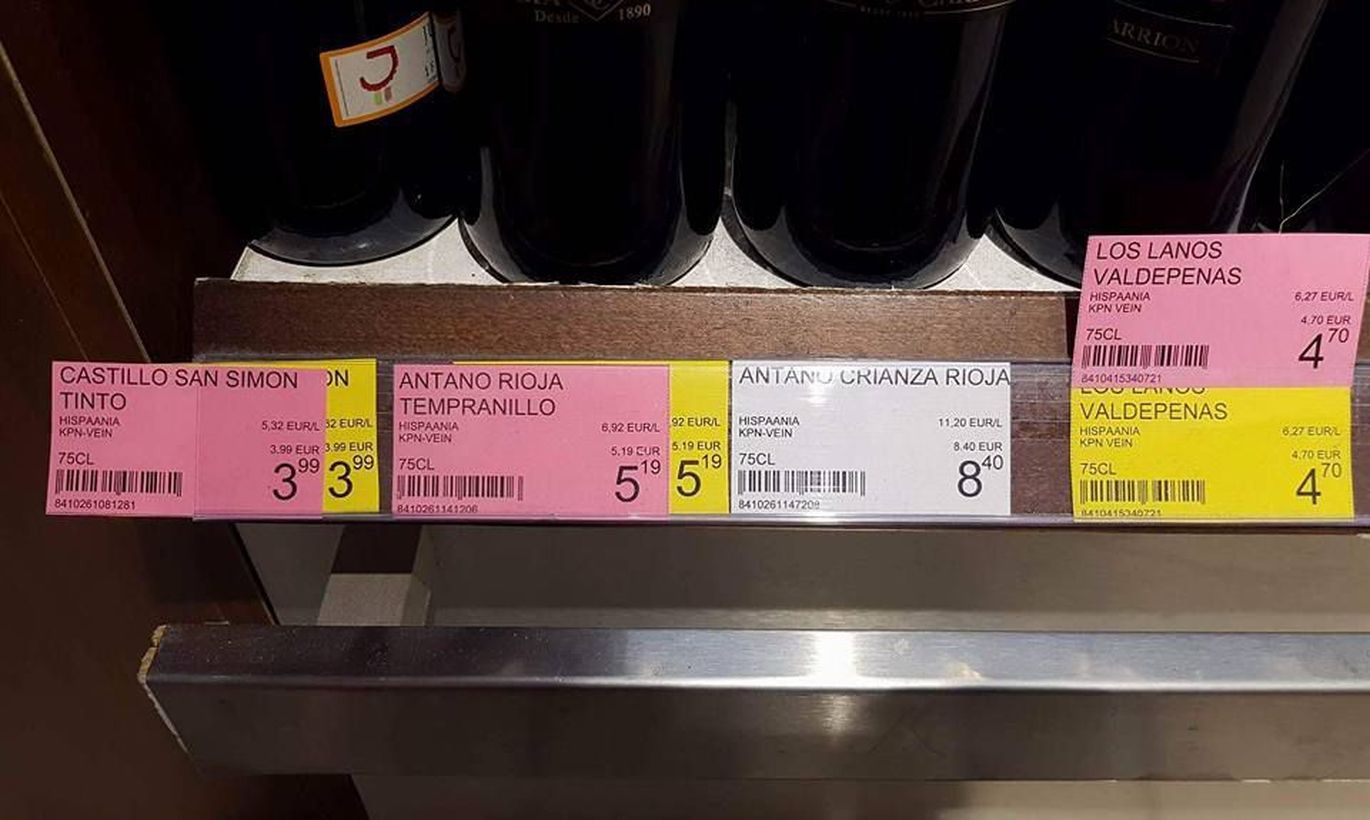 Desde 1890
ARRION
LOS LANOS
VALDEPENAS
HISPAANIA
KPN VEIN
6,27 EUR/L
4.70 EUR
75CL
4 70
8410415340721
CASTILLO SAN SIMON
TINTO
HISPAANIA
KPN-VEIN
5,32 EUR/L
3.99 EUR
75CL
3 99
8410261081281
ON
32 EUR/L
3.99 EUR
3 99
ANTANO RIOJA
TEMPRANILLO
HISPAANIA
KPN-VEIN
6,92 EUR/L
5.19 EUR
75CL
5 19
8410261141206
92 EUR/L
5.19 EUR
5 19
ANTANO CRIANZA RIOJA
HISPAANIA
KPN-VEIN
11,20 EUR/L
8.40 EUR
75CL
8 40
8410261147208
LOS LANOS
VALDEPENAS
HISPAANIA
KPN VEIN
6,27 EUR/L
4.70 EUR
75CL
4 70
8410415340721